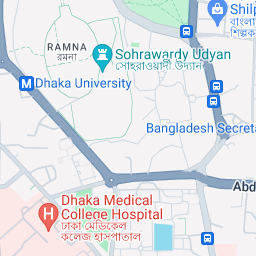 Shilp
বাংলা
শিল্পক
RAMNA
রমনা
Sohrawardy Udyan
সোহরাওয়ার্দী উদ্যান
M Dhaka University
Bangladesh Secreta
Abd
H Dhaka Medical
College Hospital
ঢাকা মেডিকেল
কলেজ হাসপাতাল